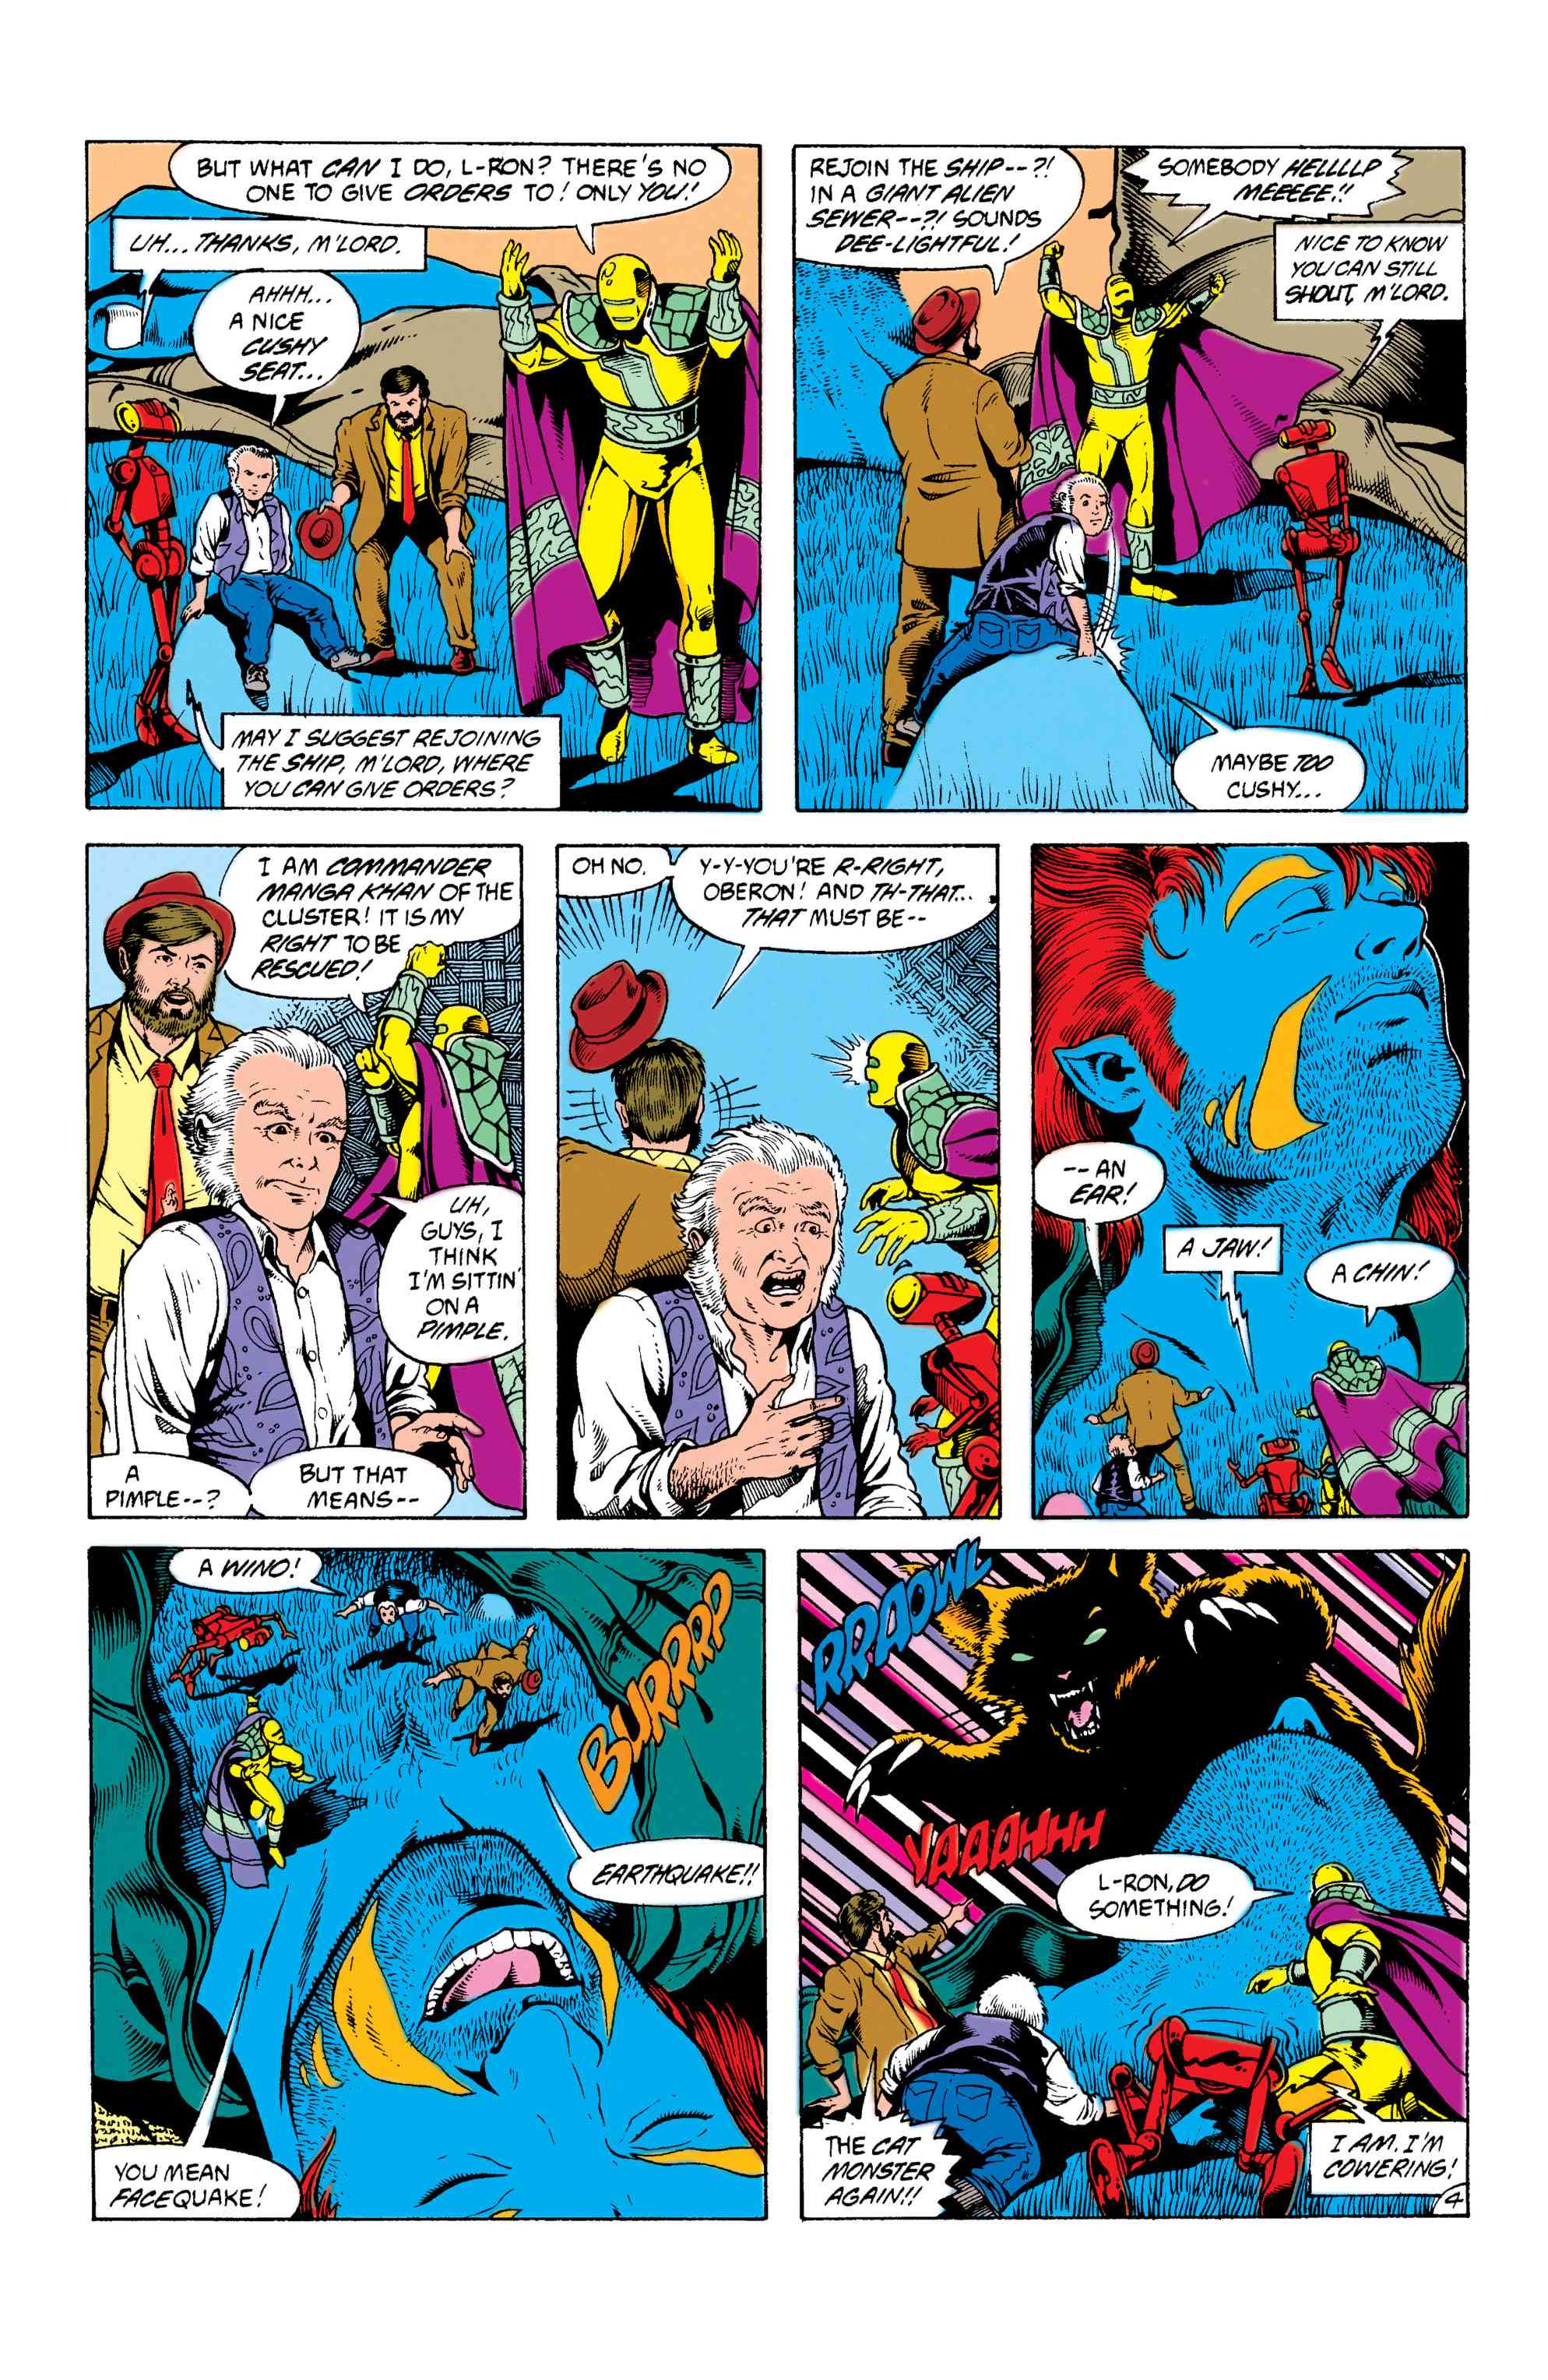 BUT WHAT CAN I DO, L-RON? THERE'S NO
ONE TO GIVE ORDERS TO! ONLY YOU!
UH... THANKS, M'LORD.
AHHH...
A NICE
CUSHY
SEAT...
MAY I SUGGEST REJOINING
THE SHIP, M'LORD, WHERE
YOU CAN GIVE ORDERS?
REJOIN THE SHIP--?!
IN A GIANT ALIEN
SEWER--?! SOUNDS
DEE-LIGHTFUL!
SOMEBODY HELLLLP
MEEEEE!!
NICE TO KNOW
YOU CAN STILL
SHOUT, M'LORD.
MAYBE TOO
CUSHY...
I AM COMMANDER
MANGA KHAN OF THE
CLUSTER! IT IS MY
RIGHT TO BE
RESCUED!
UH,
GUYS, I
THINK
I'M SITTIN'
ON A
PIMPLE.
A
PIMPLE--?
BUT THAT
MEANS--
OH NO.
Y-Y-YOU'RE R-RIGHT,
OBERON! AND TH-THAT...
THAT MUST BE--
--AN
EAR!
A JAW!
A CHIN!
A WINO!
BURRRP
EARTHQUAKE!!
YOU MEAN
FACEQUAKE!
RRAOWL
YAAAHHH
L-RON, DO
SOMETHING!
THE CAT
MONSTER
AGAIN!!
I AM. I'M
COWERING!
4